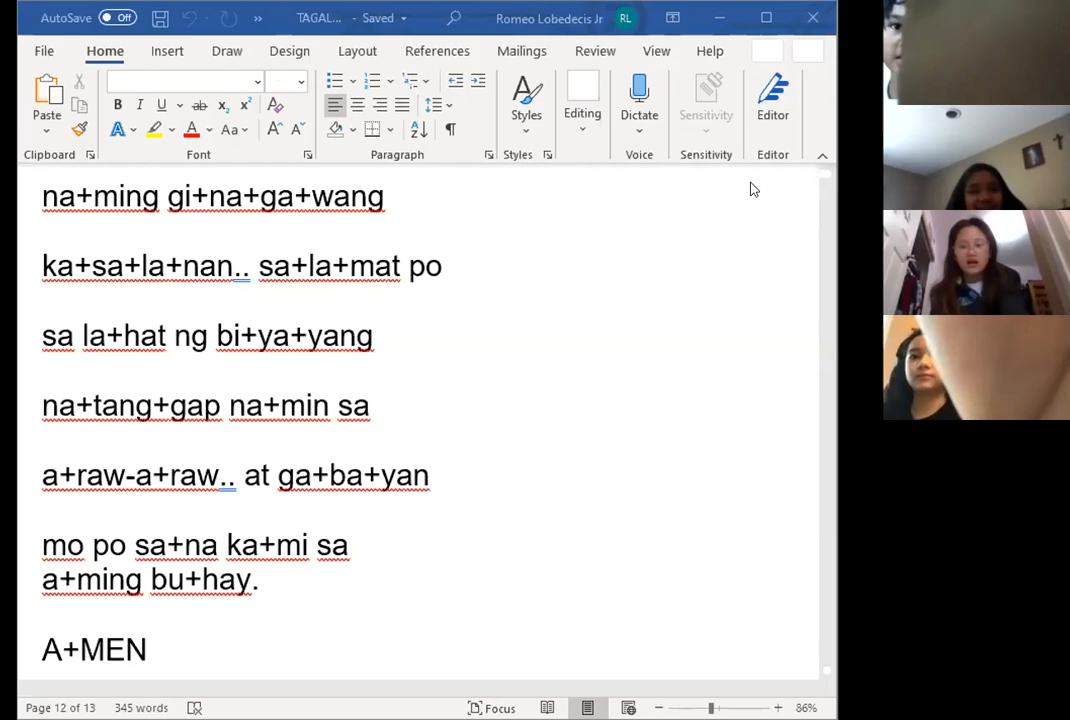 AutoSave Off TAGAL... - Saved Romeo Lobedecis Jr RL
File Home Insert Draw Design Layout References Mailings Review View Help
Paste Styles Editing Dictate Sensitivity Editor
B I U ab x₂ x² A
A A Aa A A
Clipboard Font Paragraph Styles Voice Sensitivity Editor
na+ming gi+na+ga+wang
ka+sa+la+nan.. sa+la+mat po
sa la+hat ng bi+ya+yang
na+tang+gap na+min sa
a+raw-a+raw.. at ga+ba+yan
mo po sa+na ka+mi sa
a+ming bu+hay.
A+MEN
Page 12 of 13 345 words Focus 86%